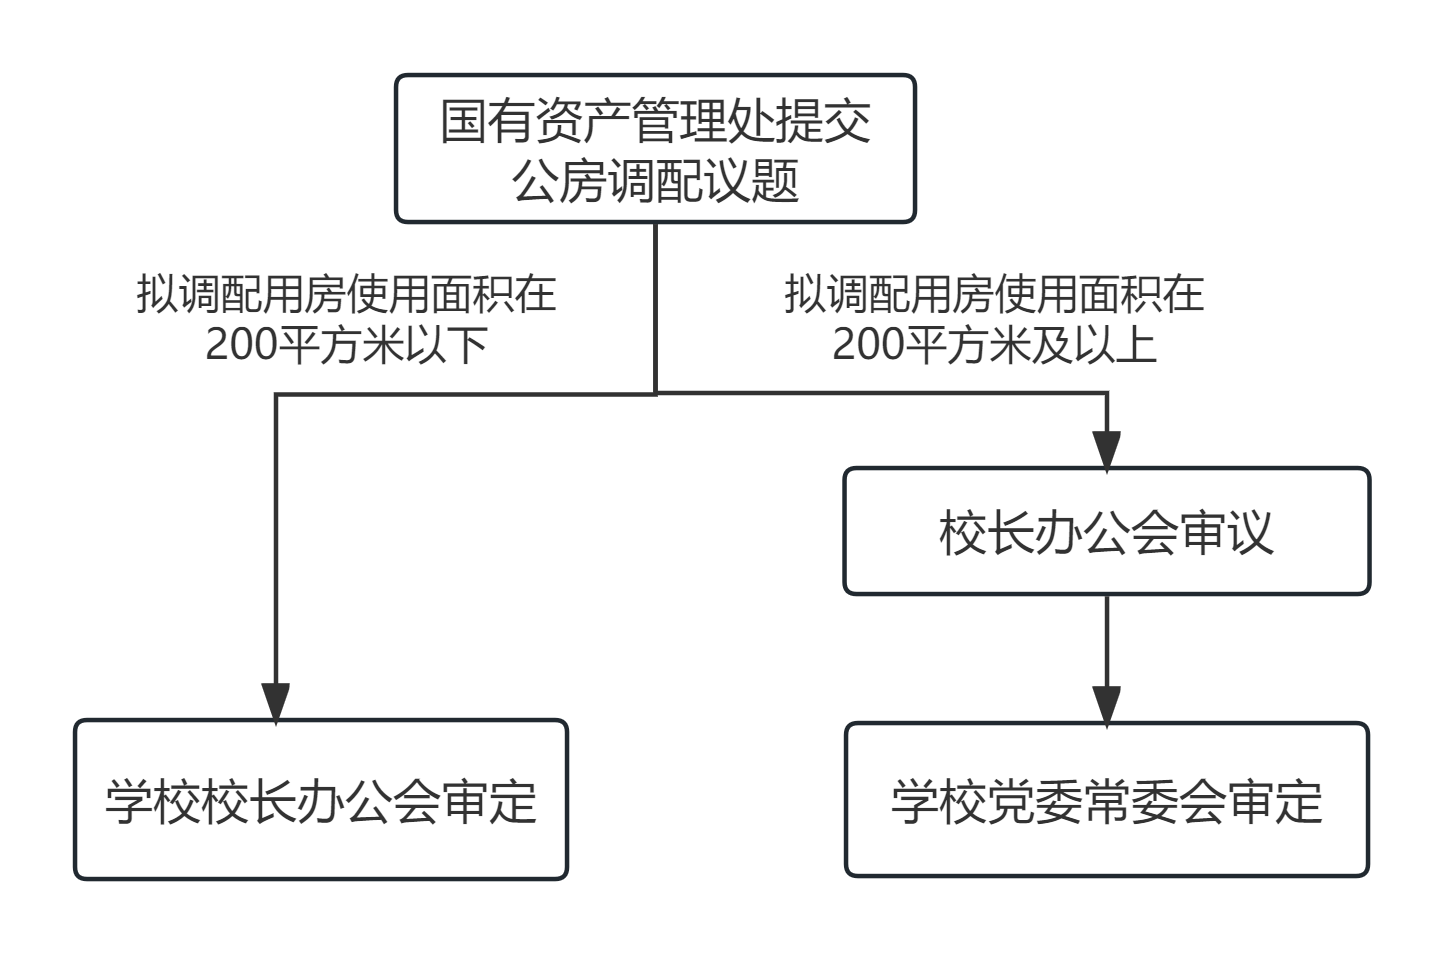 国有资产管理处提交
公房调配议题
拟调配用房使用面积在
200平方米以下
拟调配用房使用面积在
200平方米及以上
校长办公会审议
学校校长办公会审定
学校党委常委会审定